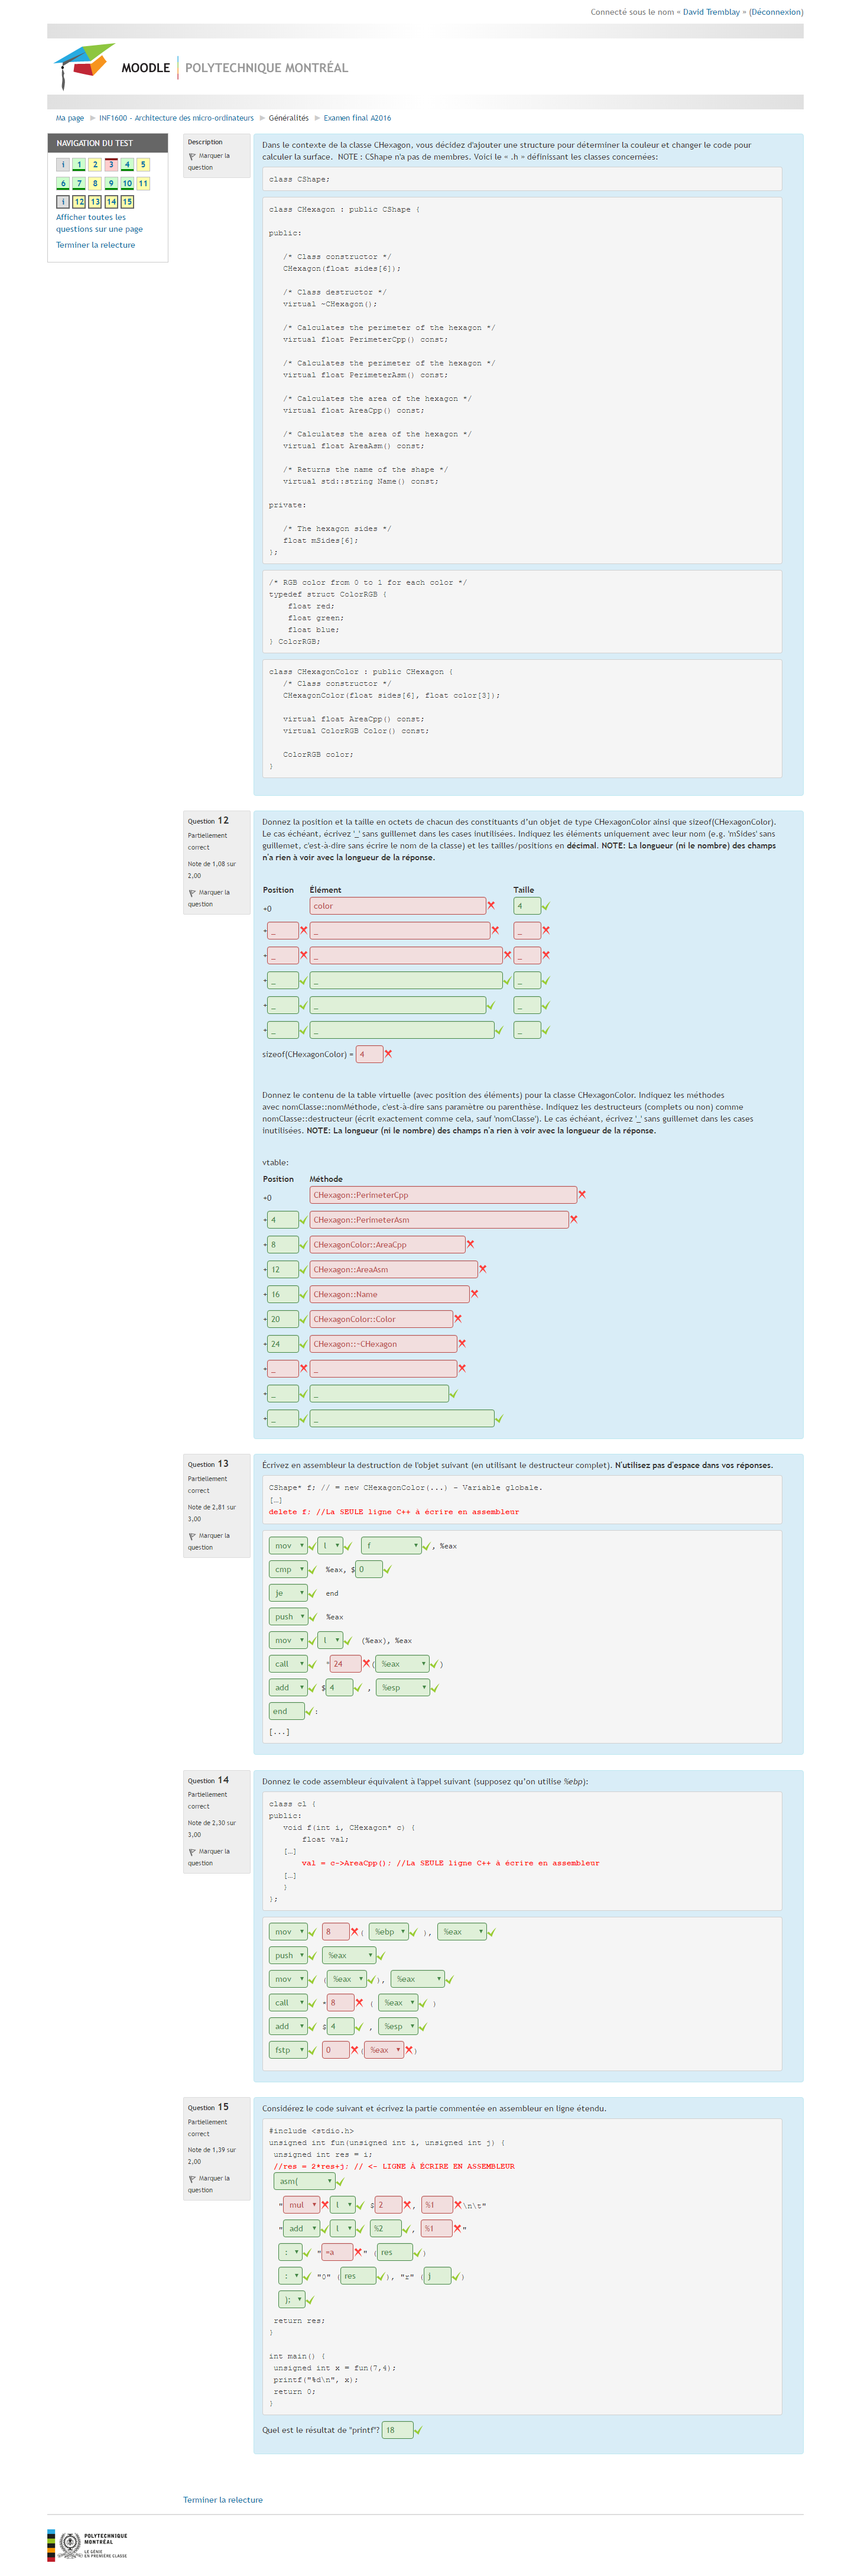 Connecté sous le nom « David Tremblay » (Déconnexion)
MOODLE | POLYTECHNIQUE MONTRÉAL
Ma page ► INF1600 - Architecture des micro-ordinateurs ► Généralités ► Examen final A2016
NAVIGATION DU TEST
i 1 2 3 4 5
6 7 8 9 10 11
i 12 13 14 15
Afficher toutes les
questions sur une page
Terminer la relecture
Description
Marquer la
question
Dans le contexte de la classe CHexagon, vous décidez d'ajouter une structure pour déterminer la couleur et changer le code pour
calculer la surface.  NOTE : CShape n'a pas de membres. Voici le « .h » définissant les classes concernées:
class CShape;
class CHexagon : public CShape {
public:
/* Class constructor */
CHexagon(float sides[6]);
/* Class destructor */
virtual ~CHexagon();
/* Calculates the perimeter of the hexagon */
virtual float PerimeterCpp() const;
/* Calculates the perimeter of the hexagon */
virtual float PerimeterAsm() const;
/* Calculates the area of the hexagon */
virtual float AreaCpp() const;
/* Calculates the area of the hexagon */
virtual float AreaAsm() const;
/* Returns the name of the shape */
virtual std::string Name() const;
private:
/* The hexagon sides */
float mSides[6];
};
/* RGB color from 0 to 1 for each color */
typedef struct ColorRGB {
float red;
float green;
float blue;
} ColorRGB;
class CHexagonColor : public CHexagon {
/* Class constructor */
CHexagonColor(float sides[6], float color[3]);
virtual float AreaCpp() const;
virtual ColorRGB Color() const;
ColorRGB color;
}
Question 12
Partiellement
correct
Note de 1,08 sur
2,00
Marquer la
question
Donnez la position et la taille en octets de chacun des constituants d'un objet de type CHexagonColor ainsi que sizeof(CHexagonColor).
Le cas échéant, écrivez '_' sans guillemet dans les cases inutilisées. Indiquez les éléments uniquement avec leur nom (e.g. 'mSides' sans
guillemet, c'est-à-dire sans écrire le nom de la classe) et les tailles/positions en décimal. NOTE: La longueur (ni le nombre) des champs
n'a rien à voir avec la longueur de la réponse.
Position Élément Taille
+0 color 4
+ _ _ _
+ _ _ _
+ _ _ _
+ _ _ _
+ _ _ _
sizeof(CHexagonColor) = 4
Donnez le contenu de la table virtuelle (avec position des éléments) pour la classe CHexagonColor. Indiquez les méthodes
avec nomClasse::nomMéthode, c'est-à-dire sans paramètre ou parenthèse. Indiquez les destructeurs (complets ou non) comme
nomClasse::destructeur (écrit exactement comme cela, sauf 'nomClasse'). Le cas échéant, écrivez '_' sans guillemet dans les cases
inutilisées. NOTE: La longueur (ni le nombre) des champs n'a rien à voir avec la longueur de la réponse.
vtable:
Position Méthode
+0 CHexagon::PerimeterCpp
+ 4 CHexagon::PerimeterAsm
+ 8 CHexagonColor::AreaCpp
+ 12 CHexagon::AreaAsm
+ 16 CHexagon::Name
+ 20 CHexagonColor::Color
+ 24 CHexagon::~CHexagon
+ _ _
+ _ _
+ _ _
Question 13
Partiellement
correct
Note de 2,81 sur
3,00
Marquer la
question
Écrivez en assembleur la destruction de l'objet suivant (en utilisant le destructeur complet). N'utilisez pas d'espace dans vos réponses.
CShape* f; // = new CHexagonColor(...) - Variable globale.
[…]
delete f; //La SEULE ligne C++ à écrire en assembleur
mov l f , %eax
cmp %eax, $ 0
je end
push %eax
mov l (%eax), %eax
call * 24 ( %eax )
add $ 4 , %esp
end :
[...]
Question 14
Partiellement
correct
Note de 2,30 sur
3,00
Marquer la
question
Donnez le code assembleur équivalent à l'appel suivant (supposez qu'on utilise %ebp):
class cl {
public:
void f(int i, CHexagon* c) {
float val;
[…]
val = c->AreaCpp(); //La SEULE ligne C++ à écrire en assembleur
[…]
}
};
mov 8 ( %ebp ), %eax
push %eax
mov ( %eax ), %eax
call * 8 ( %eax )
add $ 4 , %esp
fstp 0 ( %eax )
Question 15
Partiellement
correct
Note de 1,39 sur
2,00
Marquer la
question
Considérez le code suivant et écrivez la partie commentée en assembleur en ligne étendu.
#include <stdio.h>
unsigned int fun(unsigned int i, unsigned int j) {
unsigned int res = i;
//res = 2*res+j; // <- LIGNE À ÉCRIRE EN ASSEMBLEUR
asm(
" mul l $ 2 , %1 \n\t"
" add l %2 , %1 "
: " =a " ( res )
: "0" ( res ), "r" ( j )
);
return res;
}
int main() {
unsigned int x = fun(7,4);
printf("%d\n", x);
return 0;
}
Quel est le résultat de "printf"? 18
Terminer la relecture
POLYTECHNIQUE
MONTRÉAL
LE GÉNIE
EN PREMIÈRE CLASSE